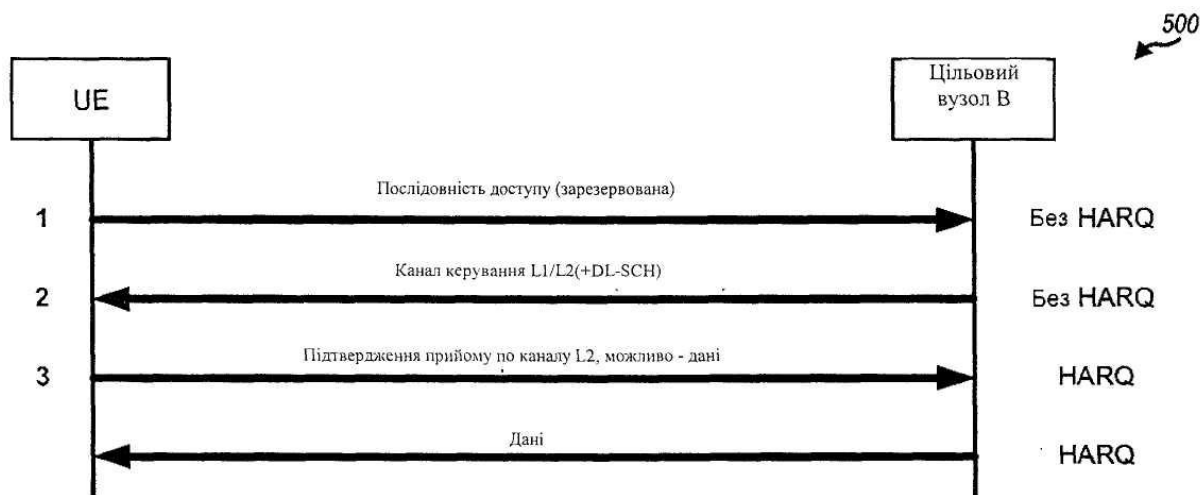 500
UE
Цільовий
вузол В
Послідовність доступу (зарезервована)
1
Без HARQ
Канал керування L1/L2(+DL-SCH)
2
Без HARQ
Підтвердження прийому по каналу L2, можливо - дані
3
HARQ
Дані
HARQ